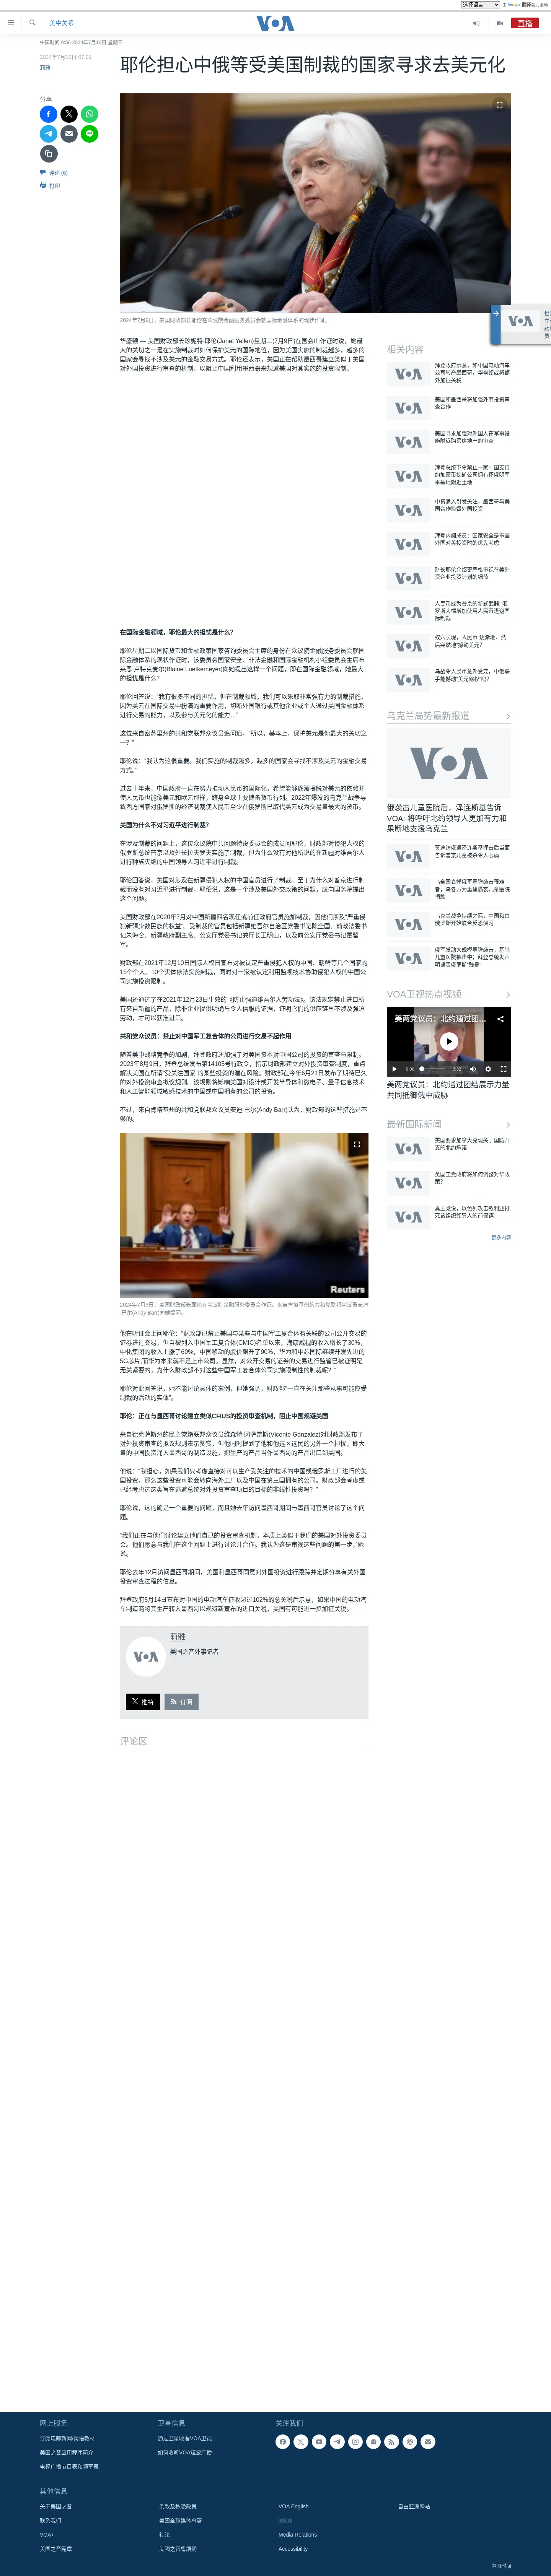 选择语言
由 Google 翻译强力驱动
美中关系
VOA
直播
中国时间 6:56 2024年7月10日 星期三
2024年7月10日 07:01
莉雅
耶伦担心中俄等受美国制裁的国家寻求去美元化
分享
评论 (6)
打印
2024年7月9日，美国财政部长耶伦在众议院金融服务委员会就国际金融体系的现状作证。
华盛顿 — 美国财政部长珍妮特·耶伦(Janet Yellen)星期二(7月9日)在国会山作证时说，她最大的关切之一是在实施制裁时如何保护美元的国际地位，因为美国实施的制裁越多，越多的国家会寻找不涉及美元的金融交易方式。耶伦还表示，美国正在帮助墨西哥建立类似于美国CFIUS外资审查的机制，以阻止中国利用墨西哥来规避美国对其实施的投资限制。
在国际金融领域，耶伦最大的担忧是什么?
耶伦星期二以国际货币和金融政策国家咨询委员会主席的身份在众议院金融服务委员会就国际金融体系的现状作证时，该委员会国家安全、非法金融和国际金融机构小组委员会主席布莱恩·卢特克麦尔(Blaine Luetkemeyer)向她提出这样一个问题，即在国际金融领域，她最大的担忧是什么？
耶伦回答说：“我有很多不同的担忧，但在制裁领域，我们可以采取非常强有力的制裁措施，因为美元在国际交易中扮演的重要作用，切断外国银行或其他企业或个人通过美国金融体系进行交易的能力，以及参与美元化的能力…”
这位来自密苏里州的共和党联邦众议员追问道，“所以，基本上，保护美元是你最大的关切之一？”
耶伦说：“我认为这很重要。我们实施的制裁越多，越多的国家会寻找不涉及美元的金融交易方式。”
过去十年来，中国政府一直在努力推动人民币的国际化，希望能够逐渐摆脱对美元的依赖并使人民币也能像美元和欧元那样，跻身全球主要储备货币行列。2022年爆发的乌克兰战争导致西方国家对俄罗斯的经济制裁使人民币至少在俄罗斯已取代美元成为交易量最大的货币。
美国为什么不对习近平进行制裁?
在涉及制裁的问题上，这位众议院中共问题特设委员会的成员问耶伦，财政部对侵犯人权的俄罗斯总统普京以及外长拉夫罗夫实施了制裁，但为什么没有对在新疆侵犯维吾尔人人权进行种族灭绝的中国领导人习近平进行制裁。
耶伦回答说，美国对涉及在新疆侵犯人权的中国官员进行了制裁。至于为什么对普京进行制裁而没有对习近平进行制裁，耶伦说，这是一个涉及美国外交政策的问题，应向国务院提出这个问题。
美国财政部在2020年7月对中国新疆四名现任或前任政府官员施加制裁，因他们涉及“严重侵犯新疆少数民族的权益”。受制裁的官员包括新疆维吾尔自治区党委书记陈全国、前政法委书记朱海仑、新疆政府副主席、公安厅党委书记兼厅长王明山，以及前公安厅党委书记霍留军。
财政部在2021年12月10日国际人权日宣布对被认定严重侵犯人权的中国、朝鲜等几个国家的15个个人、10个实体依法实施制裁，同时对一家被认定利用监视技术协助侵犯人权的中国公司实施投资限制。
美国还通过了在2021年12月23日生效的《防止强迫维吾尔人劳动法》。该法规定禁止进口所有来自新疆的产品，除非企业提供明确与令人信服的证据，证明它们的供应链里不涉及强迫劳动，才可以获准进口。
共和党众议员：禁止对中国军工复合体的公司进行交易不起作用
随着美中战略竞争的加剧，拜登政府还加强了对美国资本对中国公司的投资的审查和限制。2023年8月9日，拜登总统发布第14105号行政指示，指示财政部建立对外投资审查制度，重点关注涉及受关注国家”的某些投资的潜在风险。财政部在今年6月21日发布了期待已久的对外投资审查拟议规则。该规则将影响美国对设计或开发半导体和微电子、量子信息技术和人工智能领域敏感技术的中国或中国拥有的公司的投资。
不过，来自肯塔基州的共和党联邦众议员安迪·巴尔(Andy Barr)认为，财政部的这些措施是不够的。
Reuters
2024年7月9日，美国财政部长耶伦在众议院金融服务委员会作证。来自肯塔基州的共和党联邦众议员安迪·巴尔(Andy Barr)向她提问。
他在听证会上问耶伦：“财政部已禁止美国与某些与中国军工复合体有关联的公司公开交易的证券进行交易，但自被列入中国军工复合体(CMIC)名单以来，海康威视的收入增长了30%，中化集团的收入上涨了60%，中国移动的股价飙升了90%，华为和中芯国际继续开发先进的5G芯片,而华为本来就不是上市公司。显然，对公开交易的证券的交易进行监管已被证明是无关紧要的。为什么财政部不对这些中国军工复合体公司实施限制性的制裁呢？”
耶伦对此回答说，她不能讨论具体的案例，但她强调，财政部“一直在关注那些从事可能应受制裁的活动的实体”。
耶伦：正在与墨西哥讨论建立类似CFIUS的投资审查机制，阻止中国规避美国
来自德克萨斯州的民主党籍联邦众议员维森特·冈萨雷斯(Vicente Gonzalez)对财政部发布了对外投资审查的拟议规则表示赞赏，但他同时提到了他和他选区选民的另外一个担忧，即大量的中国投资涌入墨西哥的制造设施，把生产的产品当作墨西哥的产品出口到美国。
他说：“我担心，如果我们只考虑直接对可以生产受关注的技术的中国或俄罗斯工厂进行的美国投资，那么这些投资可能会转向海外工厂以及中国在第三国拥有的公司。财政部会考虑或已经考虑过这类旨在逃避总统对外投资审查项目的目标的非线性投资吗？”
耶伦说，这的确是一个重要的问题，而且她去年访问墨西哥期间与墨西哥官员讨论了这个问题。
“我们正在与他们讨论建立他们自己的投资审查机制，本质上类似于我们的美国对外投资委员会。他们愿意与我们在这个问题上进行讨论并合作。我认为这是审视这些问题的第一步，”她说。
耶伦去年12月访问墨西哥期间，美国和墨西哥同意对外国投资进行跟踪并定期分享有关外国投资审查过程的信息。
拜登政府5月14日宣布对中国的电动汽车征收超过102%的总关税后示意，如果中国的电动汽车制造商将其生产转入墨西哥以规避新宣布的进口关税，美国有可能进一步加征关税。
莉雅
美国之音外事记者
推特
订阅
评论区
相关内容
拜登政府示意，如中国电动汽车公司转产墨西哥，华盛顿或将额外加征关税
美国和墨西哥将加强外商投资审查合作
美国寻求加强对外国人在军事设施附近购买房地产的审查
拜登总统下令禁止一家中国支持的加密币挖矿公司拥有怀俄明军事基地附近土地
中资涌入引发关注，墨西哥与美国合作监督外国投资
拜登内阁成员：国家安全是审查外国对美投资时的优先考虑
财长耶伦介绍更严格审视在美外资企业投资计划的细节
人民币成为普京的新式武器: 俄罗斯大幅增加使用人民币逃避国际制裁
蚁穴长堤，人民币“逐渐地、然后突然地”撼动美元?
乌战令人民币意外受宠，中俄联手能撼动“美元霸权”吗?
乌克兰局势最新报道
俄袭击儿童医院后，泽连斯基告诉VOA: 将呼吁北约领导人更加有力和果断地支援乌克兰
莫迪访俄遭泽连斯基抨击后当面告诉普京儿童被杀令人心痛
乌全国哀悼俄军导弹袭击罹难者，乌各方为重建遇袭儿童医院捐款
乌克兰战争持续之际，中国和白俄罗斯开始联合反恐演习
俄军发动大规模导弹袭击，基辅儿童医院被击中；拜登总统发声明谴责俄罗斯“残暴”
VOA卫视热点视频
美两党议员：北约通过团...
0:00
美两党议员：北约通过团结展示力量 共同抵御俄中威胁
最新国际新闻
美国要求加拿大兑现关于国防开支的北约承诺
英国工党政府将如何调整对华政策?
真主党说，以色列攻击叙利亚打死该组织领导人的前保镖
更多内容
网上服务
订阅电邮新闻/英语教材
美国之音应用程序简介
电视广播节目表和频率表
卫星信息
通过卫星收看VOA卫视
如何收听VOA短波广播
关注我们
其他信息
关于美国之音
联系我们
VOA+
美国之音宪章
条款及私隐政策
美国全球媒体总署
社论
美国之音粤语網
VOA English
Media Relations
Accessibility
自由亚洲网站
中国时间